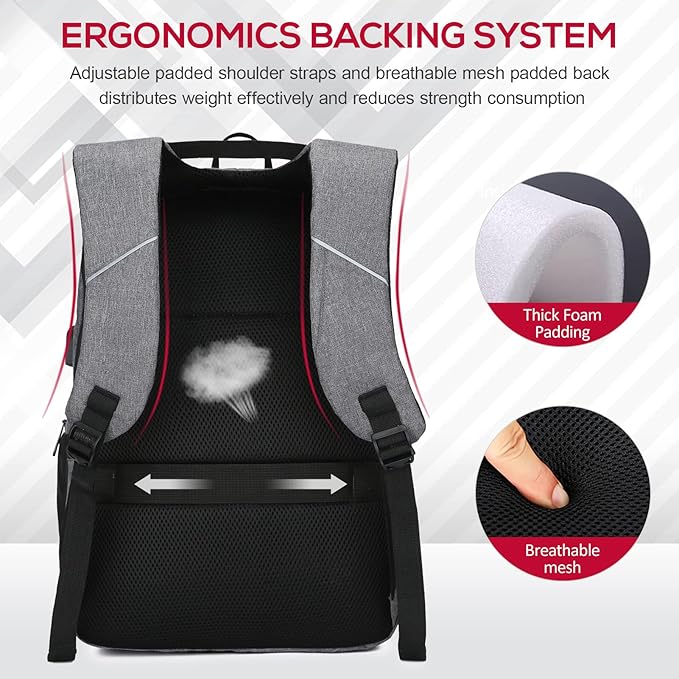 ERGONOMICS BACKING SYSTEM
Adjustable padded shoulder straps and breathable mesh padded back
distributes weight effectively and reduces strength consumption
Thick Foam
Padding
Breathable
mesh